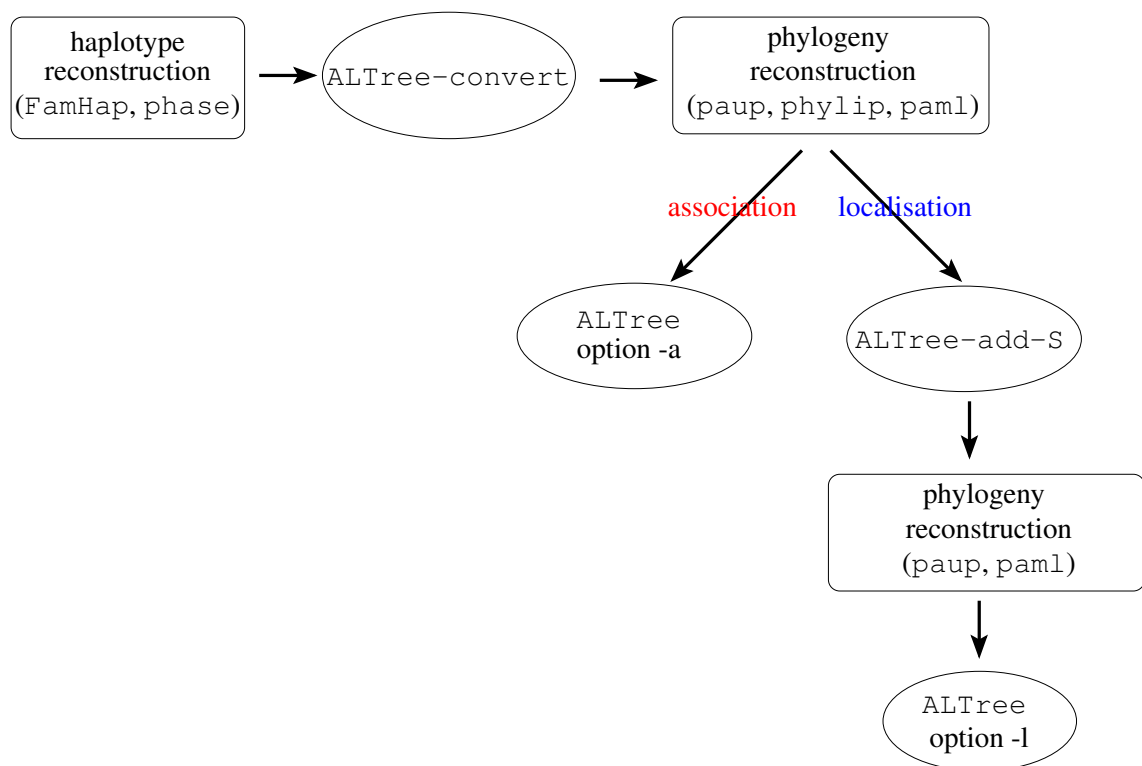 haplotype
reconstruction
(FamHap, phase)
ALTree-convert
phylogeny
reconstruction
(paup, phylip, paml)
association
localisation
ALTree
option -a
ALTree-add-S
phylogeny
reconstruction
(paup, paml)
ALTree
option -l